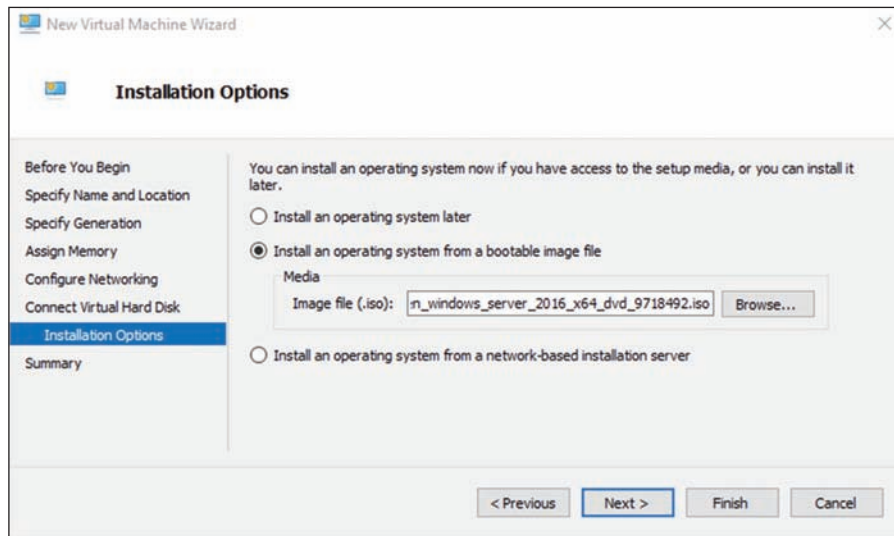 New Virtual Machine Wizard
Installation Options
Before You Begin
Specify Name and Location
Specify Generation
Assign Memory
Configure Networking
Connect Virtual Hard Disk
Installation Options
Summary
You can install an operating system now if you have access to the setup media, or you can install it
later.
Install an operating system later
Install an operating system from a bootable image file
Media
Image file (.iso): n_windows_server_2016_x64_dvd_9718492.iso Browse...
Install an operating system from a network-based installation server
< Previous Next > Finish Cancel